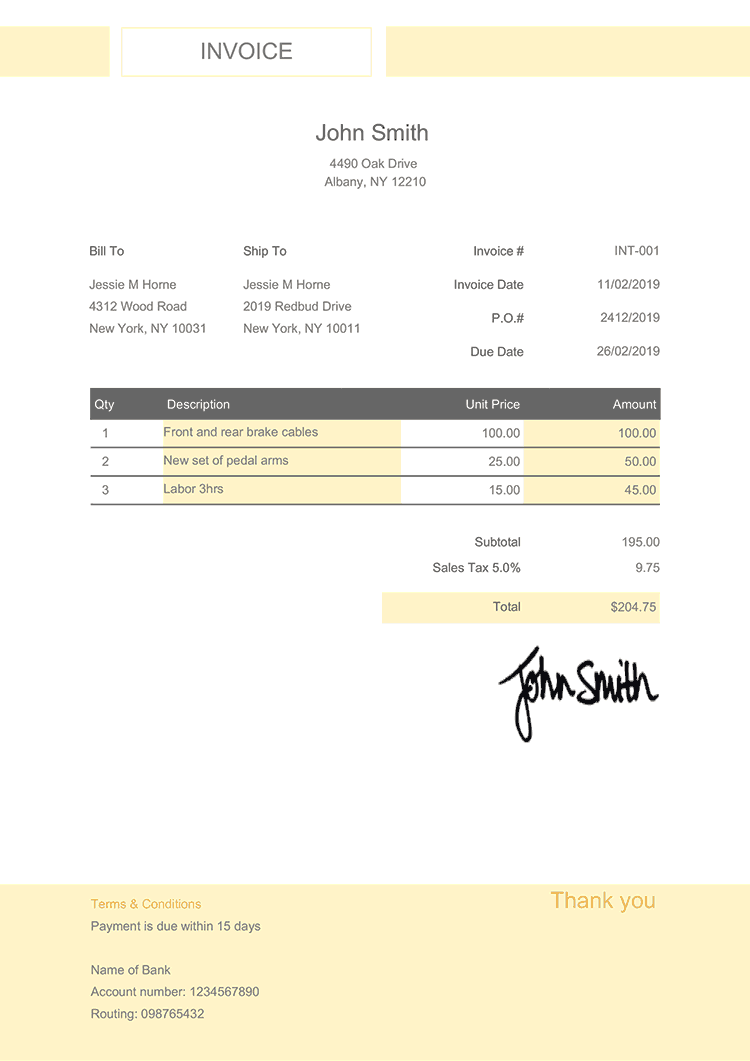 INVOICE
John Smith
4490 Oak Drive
Albany, NY 12210
Bill To Ship To Invoice # INT-001
Jessie M Horne Jessie M Horne Invoice Date 11/02/2019
4312 Wood Road 2019 Redbud Drive P.O.# 2412/2019
New York, NY 10031 New York, NY 10011
Due Date 26/02/2019
Qty Description Unit Price Amount
1 Front and rear brake cables 100.00 100.00
2 New set of pedal arms 25.00 50.00
3 Labor 3hrs 15.00 45.00
Subtotal 195.00
Sales Tax 5.0% 9.75
Total $204.75
John Smith
Terms & Conditions Thank you
Payment is due within 15 days
Name of Bank
Account number: 1234567890
Routing: 098765432